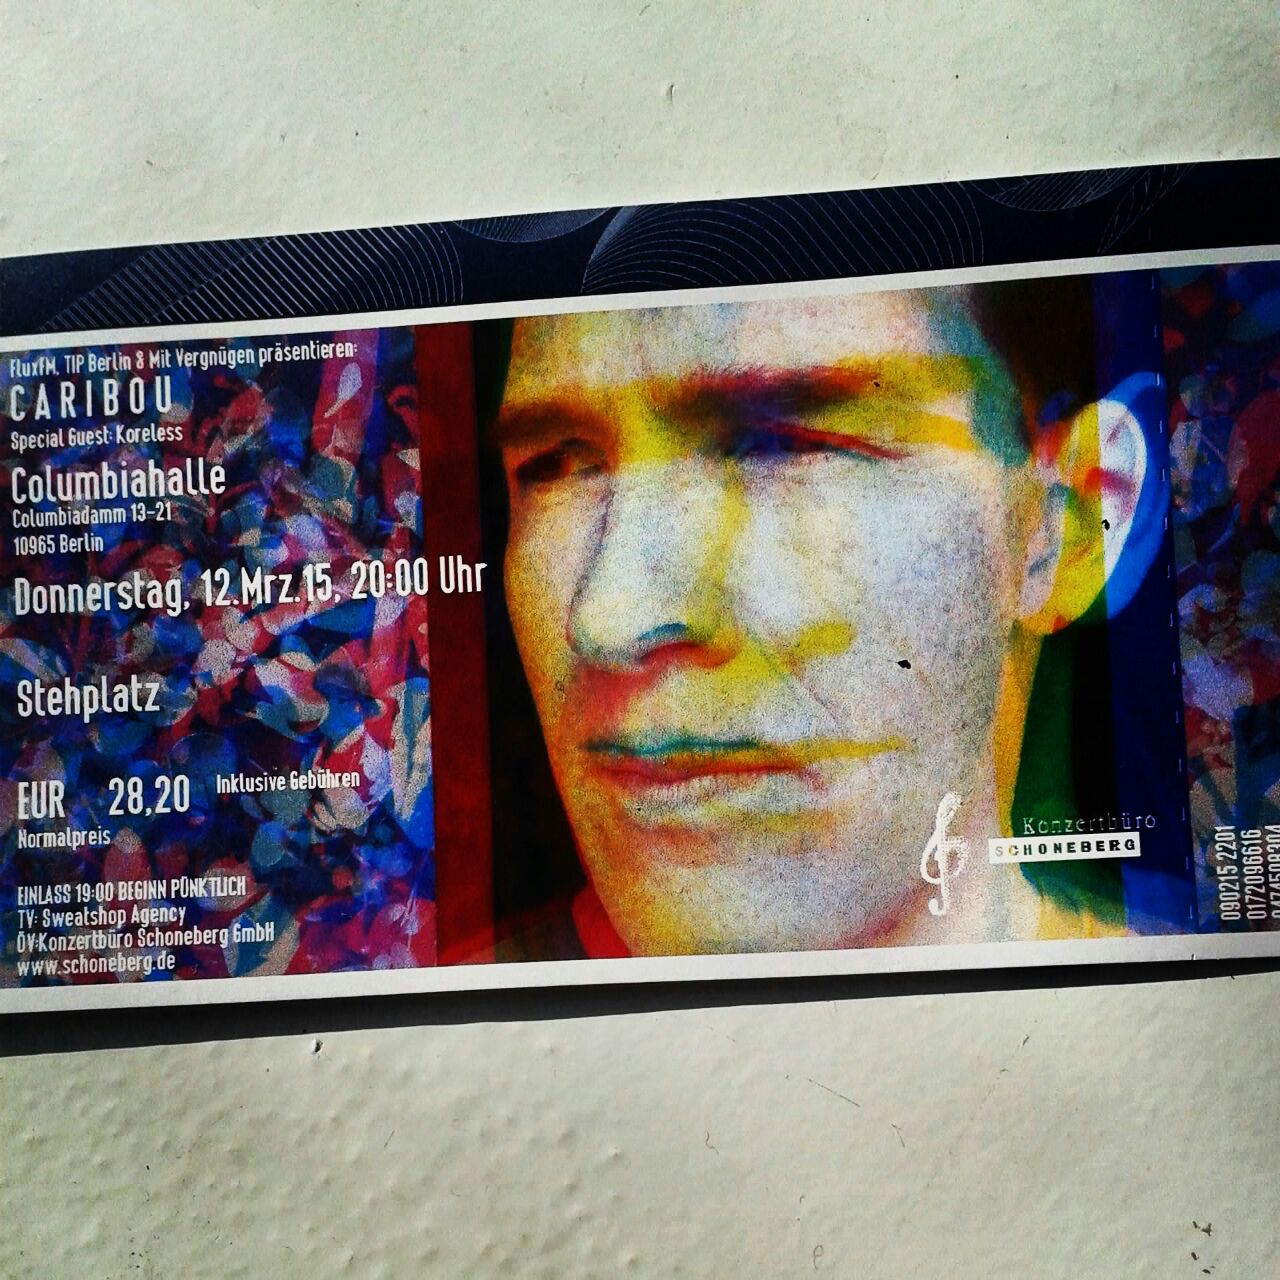 FluxFM, TIP Berlin & Mit Vergnügen präsentieren:
CARIBOU
Special Guest: Koreless
Columbiahalle
Columbiadamm 13-21
10965 Berlin
Donnerstag, 12.Mrz.15, 20:00 Uhr
Stehplatz
EUR 28,20 Inklusive Gebühren
Normalpreis
EINLASS 19:00 BEGINN PÜNKTLICH
TV: Sweatshop Agency
ÖV:Konzertbüro Schoneberg GmbH
www.schoneberg.de
Konzertbüro
SCHONEBERG
090215 2201
0172096616